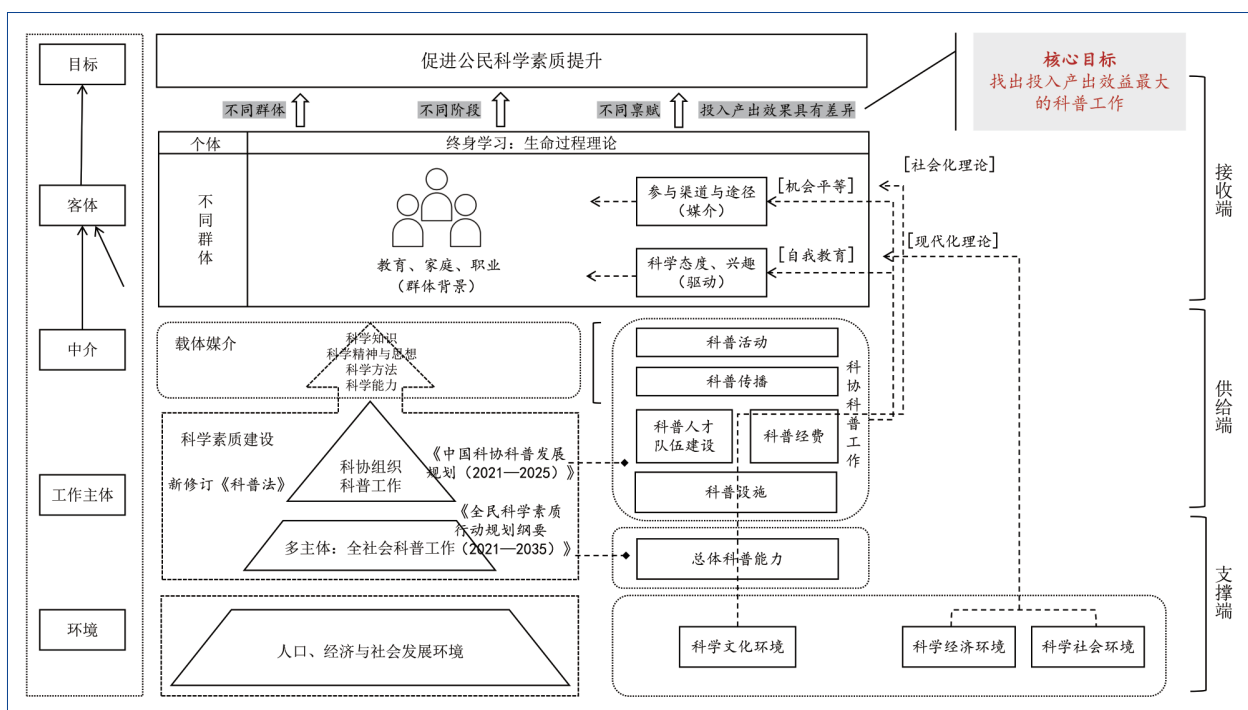 目标
客体
中介
工作主体
环境
促进公民科学素质提升
不同群体
不同阶段
不同禀赋
投入产出效果具有差异
核心目标
找出投入产出效益最大
的科普工作
个体
终身学习：生命过程理论
不
同
群
体
教育、家庭、职业
（群体背景）
参与渠道与途径
（媒介）
科学态度、兴趣
（驱动）
[机会平等]
[自我教育]
[社会化理论]
[现代化理论]
接收端
载体媒介
科学知识
科学精神与思想
科学方法
科学能力
科学素质建设
新修订《科普法》
科协组织
科普工作
《中国科协科普发展
规划（2021—2025）》
《全民科学素质
行动规划纲要
（2021—2035）》
多主体：全社会科普工作
科普活动
科普传播
科普人才
队伍建设
科普经费
科普设施
科协科普工作
供给端
总体科普能力
人口、经济与社会发展环境
科学文化环境
科学经济环境
科学社会环境
支撑端